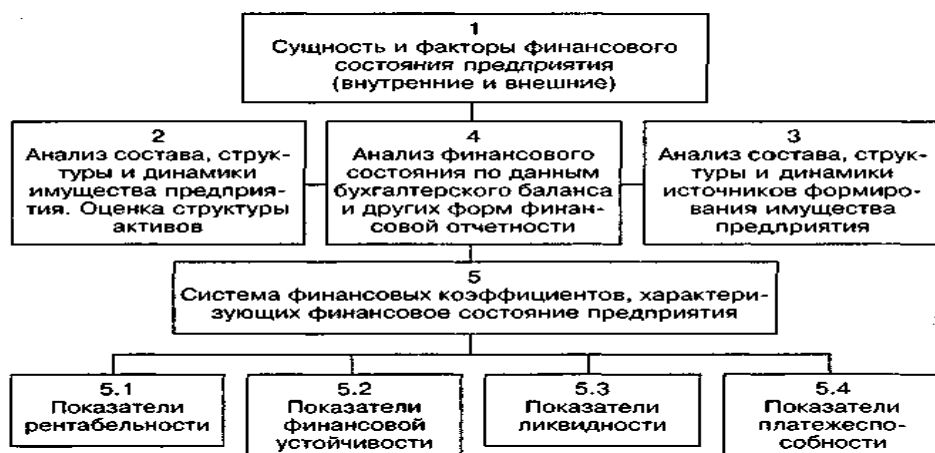 1
Сущность и факторы финансового
состояния предприятия
(внутренние и внешние)
2
Анализ состава, струк-
туры и динамики
имущества предприя-
тия. Оценка структуры
активов
4
Анализ финансового
состояния по данным
бухгалтерского баланса
и других форм финан-
совой отчетности
3
Анализ состава, струк-
туры и динамики
источников формиро-
вания имущества
предприятия
5
Система финансовых коэффициентов, характери-
зующих финансовое состояние предприятия
5.1
Показатели
рентабельности
5.2
Показатели
финансовой
устойчивости
5.3
Показатели
ликвидности
5.4
Показатели
платежеспо-
собности